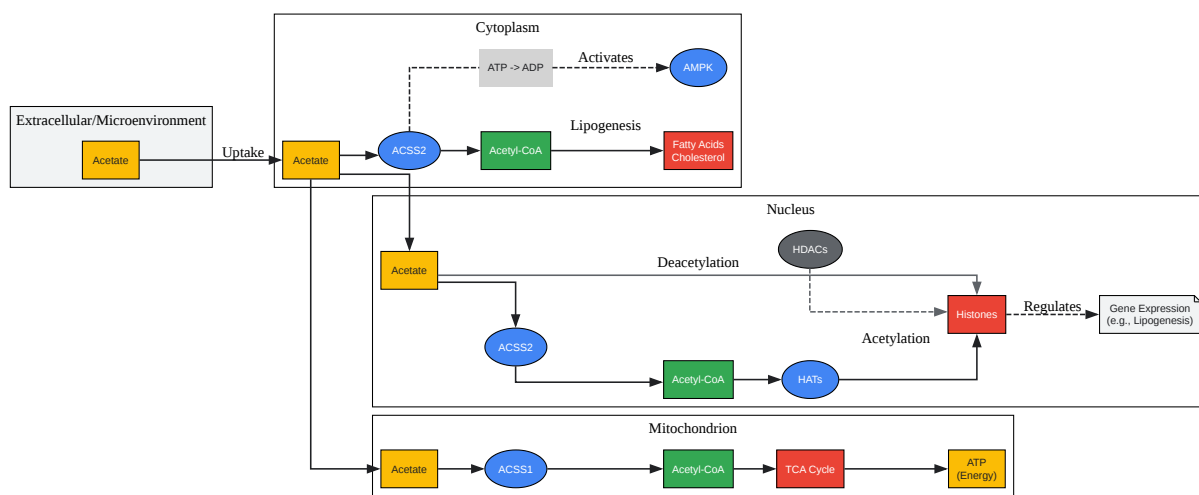 Cytoplasm
ATP -> ADP
Activates
AMPK
Extracellular/Microenvironment
Acetate
Uptake
Acetate
ACSS2
Acetyl-CoA
Lipogenesis
Fatty Acids
Cholesterol
Nucleus
HDACs
Acetate
Deacetylation
Histones
Regulates
Gene Expression
(e.g., Lipogenesis)
ACSS2
Acetylation
Acetyl-CoA
HATs
Mitochondrion
Acetate
ACSS1
Acetyl-CoA
TCA Cycle
ATP
(Energy)